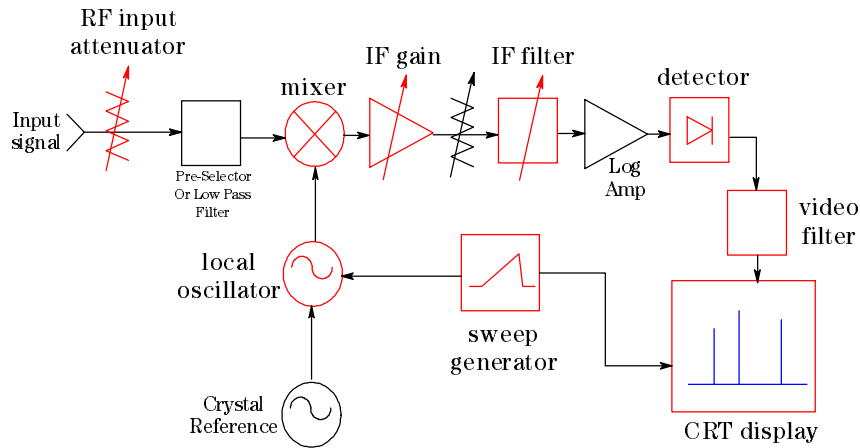 RF input
attenuator
mixer
IF gain
IF filter
detector
Input
signal
Pre-Selector
Or Low Pass
Filter
Log
Amp
video
filter
local
oscillator
sweep
generator
Crystal
Reference
CRT display